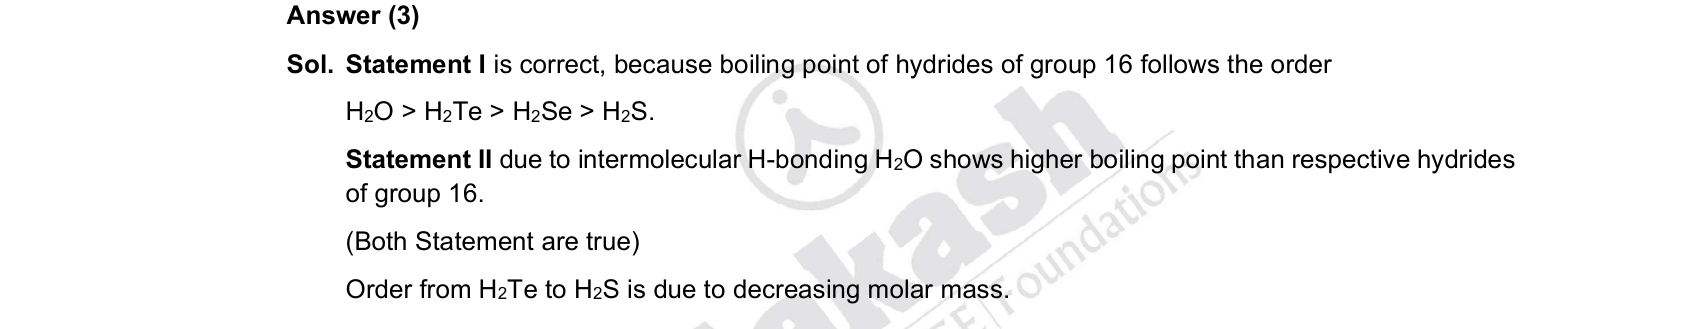 Answer (3)
Sol. Statement I is correct, because boiling point of hydrides of group 16 follows the order
H₂O > H₂Te > H₂Se > H₂S.
Statement II due to intermolecular H-bonding H₂O shows higher boiling point than respective hydrides
of group 16.
(Both Statement are true)
Order from H₂Te to H₂S is due to decreasing molar mass.